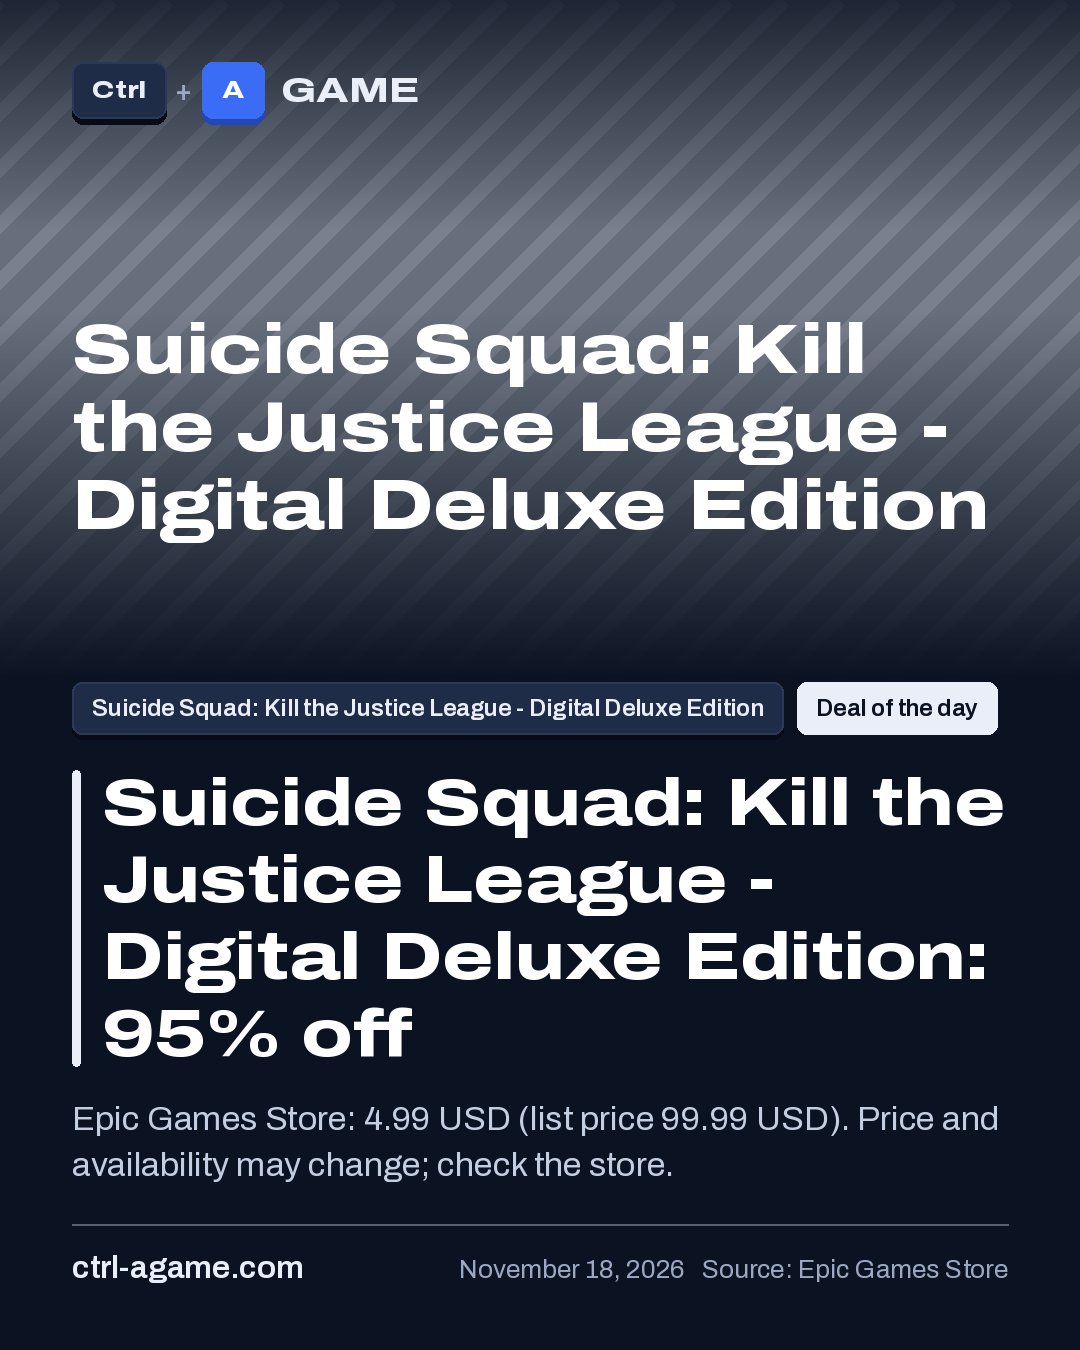 Ctrl + A GAME
Suicide Squad: Kill
the Justice League -
Digital Deluxe Edition
Suicide Squad: Kill the Justice League - Digital Deluxe Edition
Deal of the day
Suicide Squad: Kill the
Justice League -
Digital Deluxe Edition:
95% off
Epic Games Store: 4.99 USD (list price 99.99 USD). Price and
availability may change; check the store.
ctrl-agame.com
November 18, 2026 Source: Epic Games Store